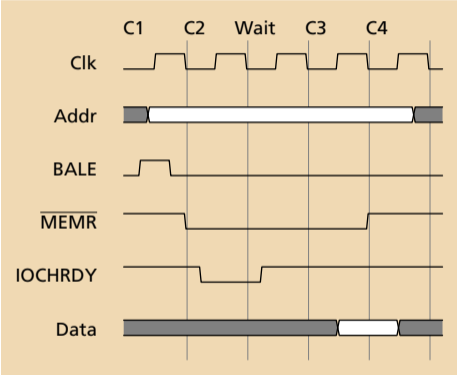 C1 C2 Wait C3 C4
Clk
Addr
BALE
MEMR
IOCHRDY
Data